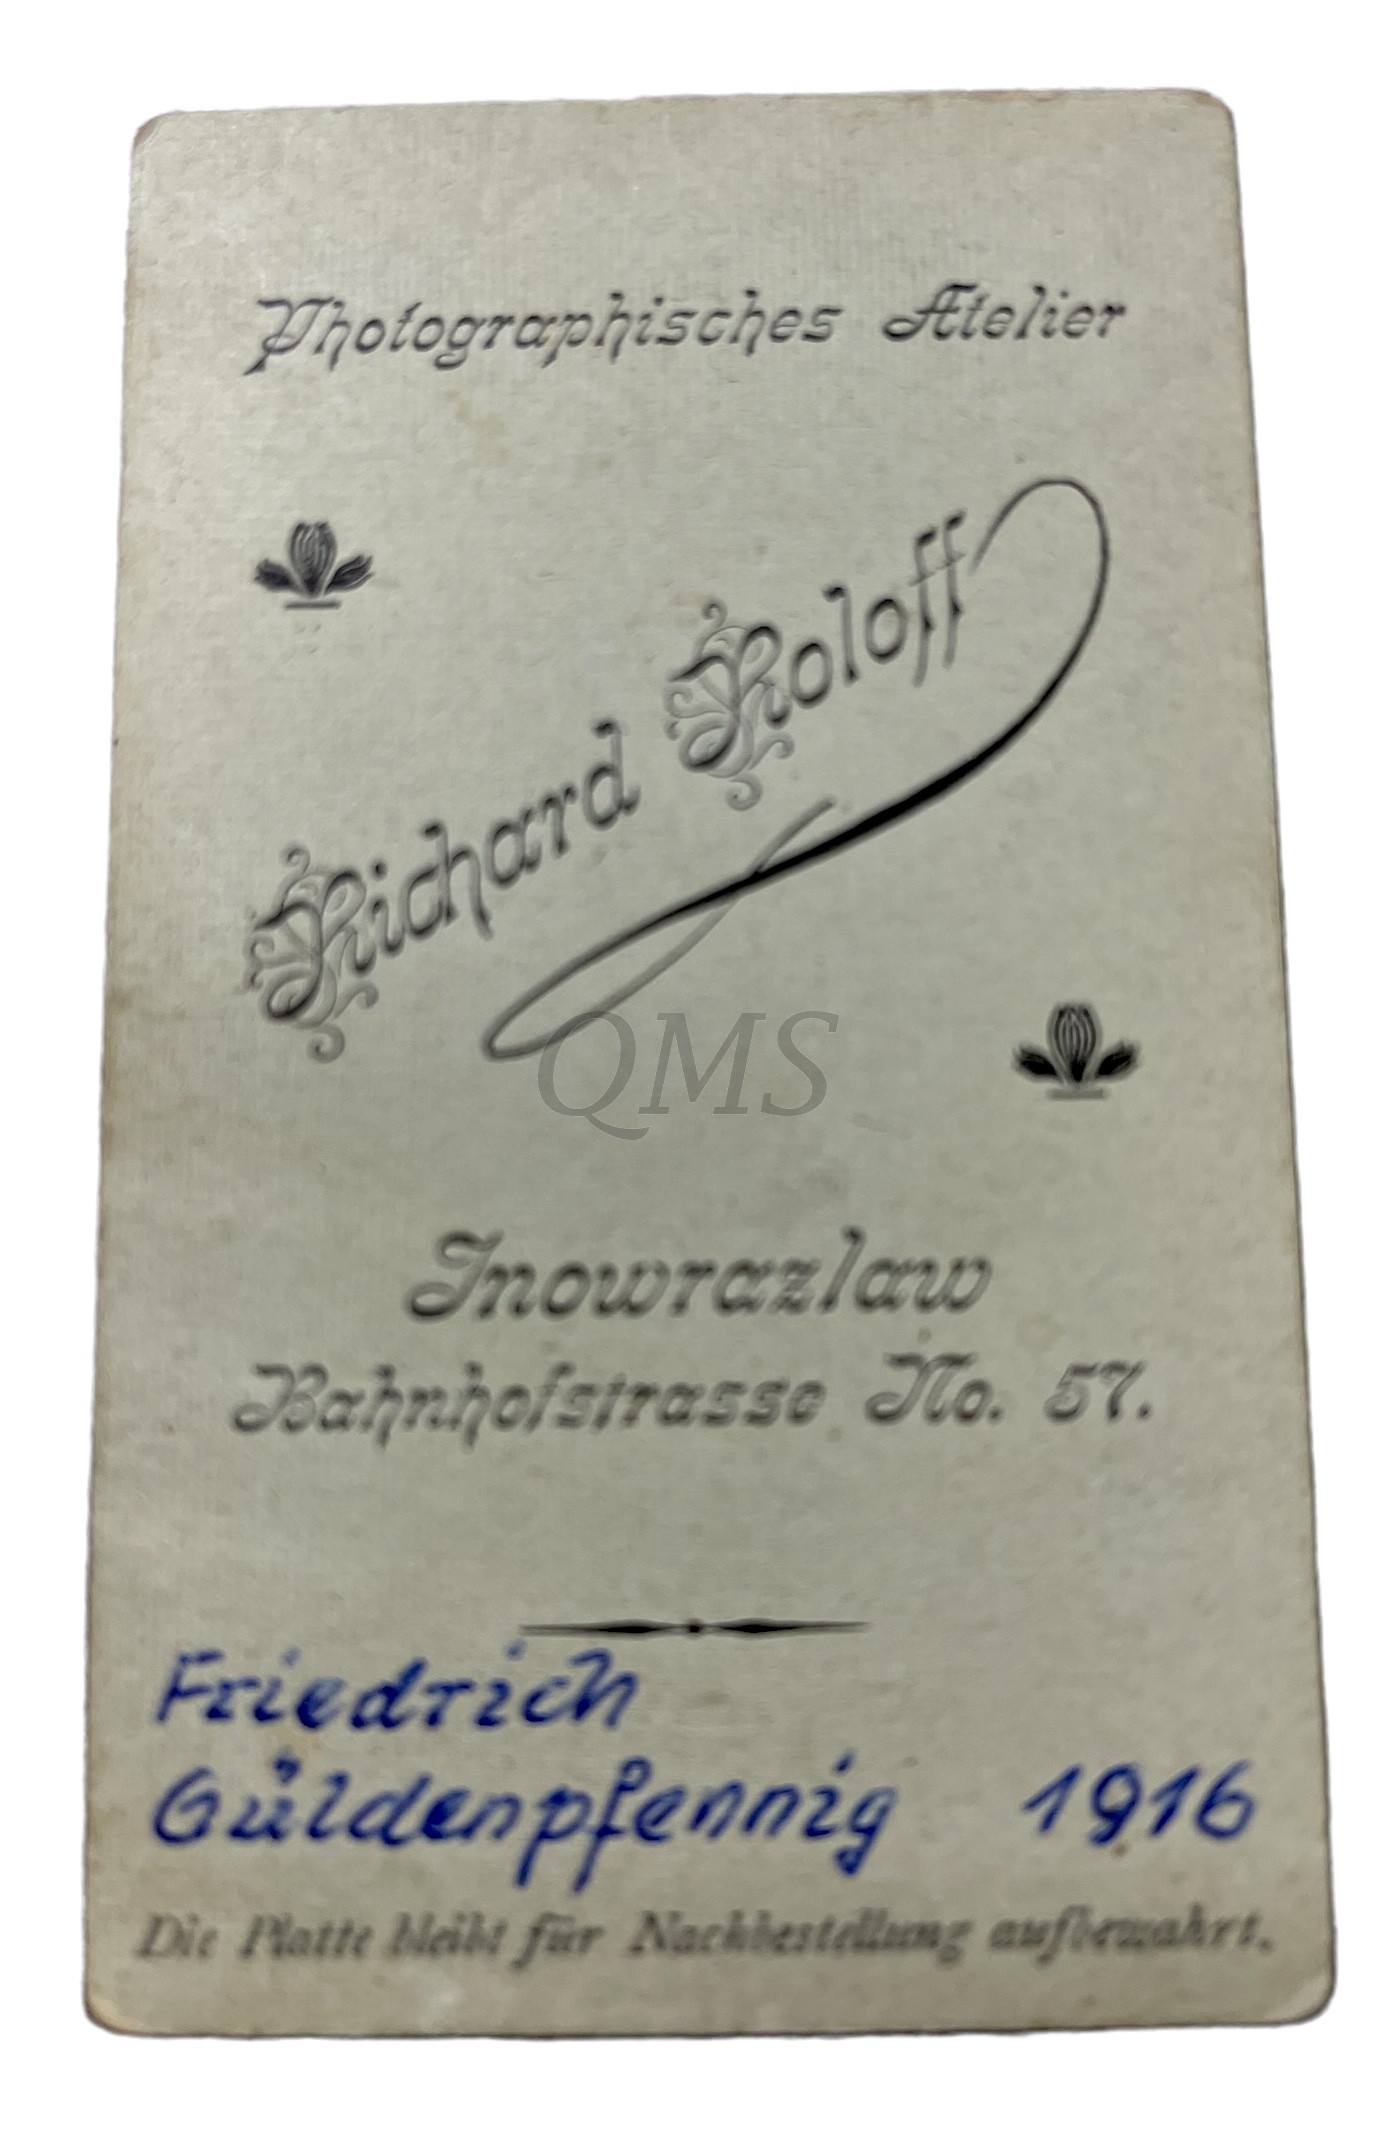 Photographisches Atelier
Richard Roloff
QMS
Inowrazlaw
Bahnhofstrasse No. 57.
Friedrich
Güldenpfennig 1916
Die Platte bleibt für Nachbestellung aufbewahrt.